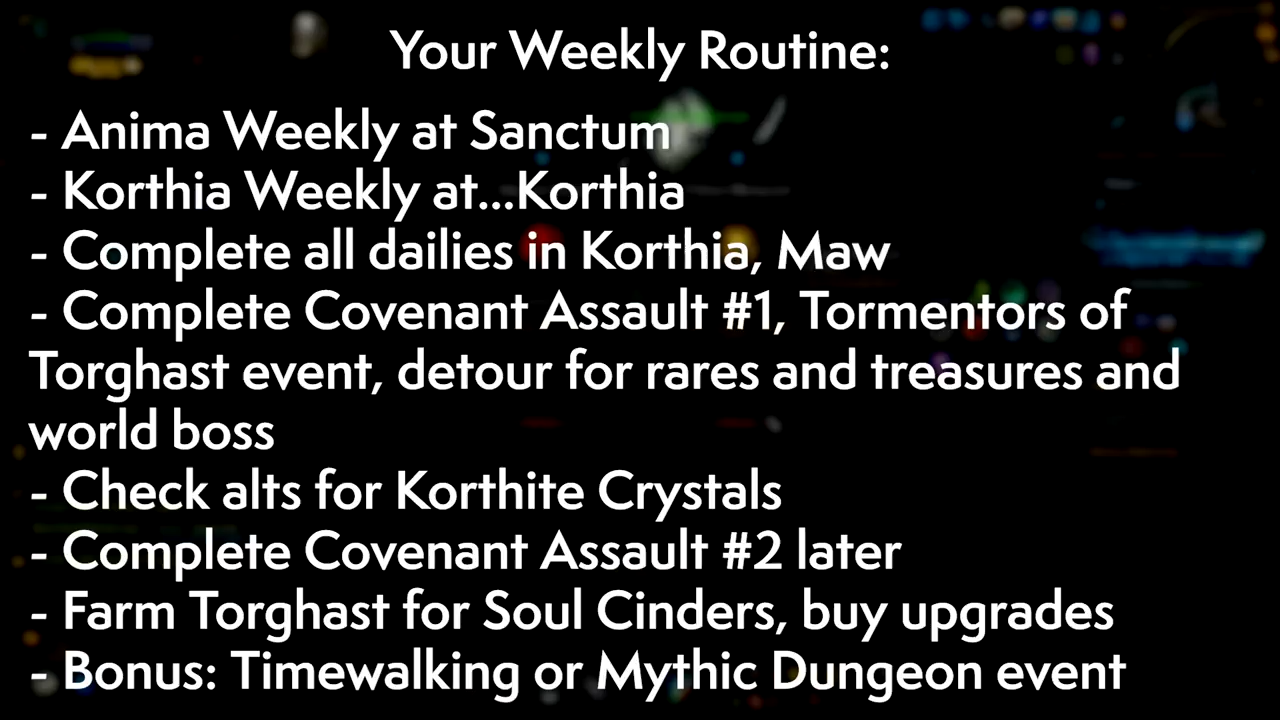 Your Weekly Routine:
- Anima Weekly at Sanctum
- Korthia Weekly at...Korthia
- Complete all dailies in Korthia, Maw
- Complete Covenant Assault #1, Tormentors of
Torghast event, detour for rares and treasures and
world boss
- Check alts for Korthite Crystals
- Complete Covenant Assault #2 later
- Farm Torghast for Soul Cinders, buy upgrades
- Bonus: Timewalking or Mythic Dungeon event